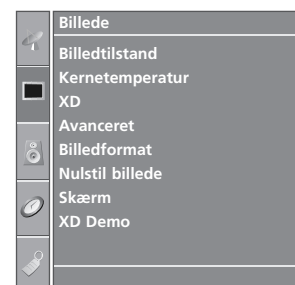 Billede
Billedtilstand
Kernetemperatur
XD
Avanceret
Billedformat
Nulstil billede
Skærm
XD Demo